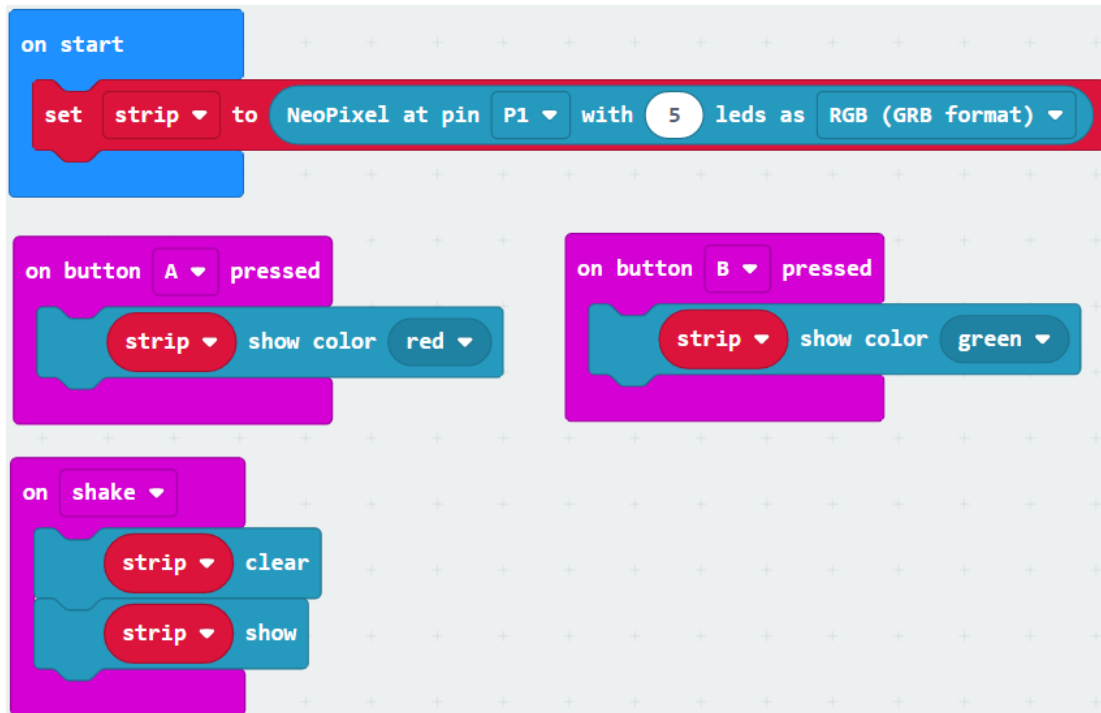 on start
set strip to NeoPixel at pin P1 with 5 leds as RGB (GRB format)
on button A pressed
strip show color red
on button B pressed
strip show color green
on shake
strip clear
strip show